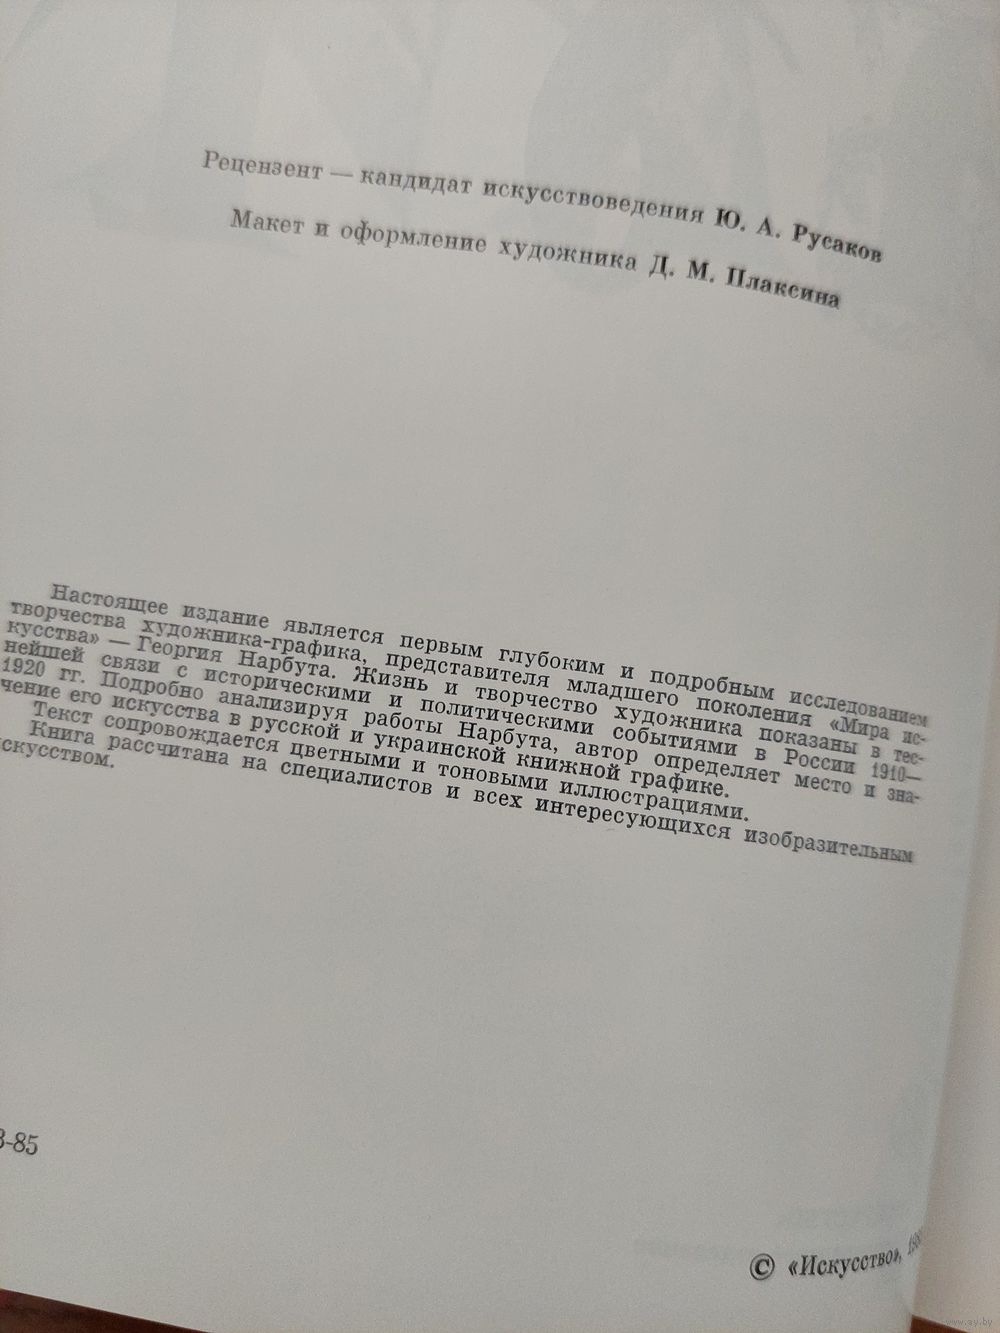 Рецензент — кандидат искусствоведения Ю. А. Русаков
Макет и оформление художника Д. М. Плаксина
Настоящее издание является первым глубоким и подробным исследованием
творчества художника-графика, представителя младшего поколения «Мира ис-
кусства» — Георгия Нарбута. Жизнь и творчество художника показаны в тес-
нейшей связи с историческими и политическими событиями в России 1910—
1920 гг. Подробно анализируя работы Нарбута, автор определяет место и зна-
чение его искусства в русской и украинской книжной графике.
Текст сопровождается цветными и тоновыми иллюстрациями.
Книга рассчитана на специалистов и всех интересующихся изобразительным
искусством.
-85
© «Искусство»,
www.ay.by